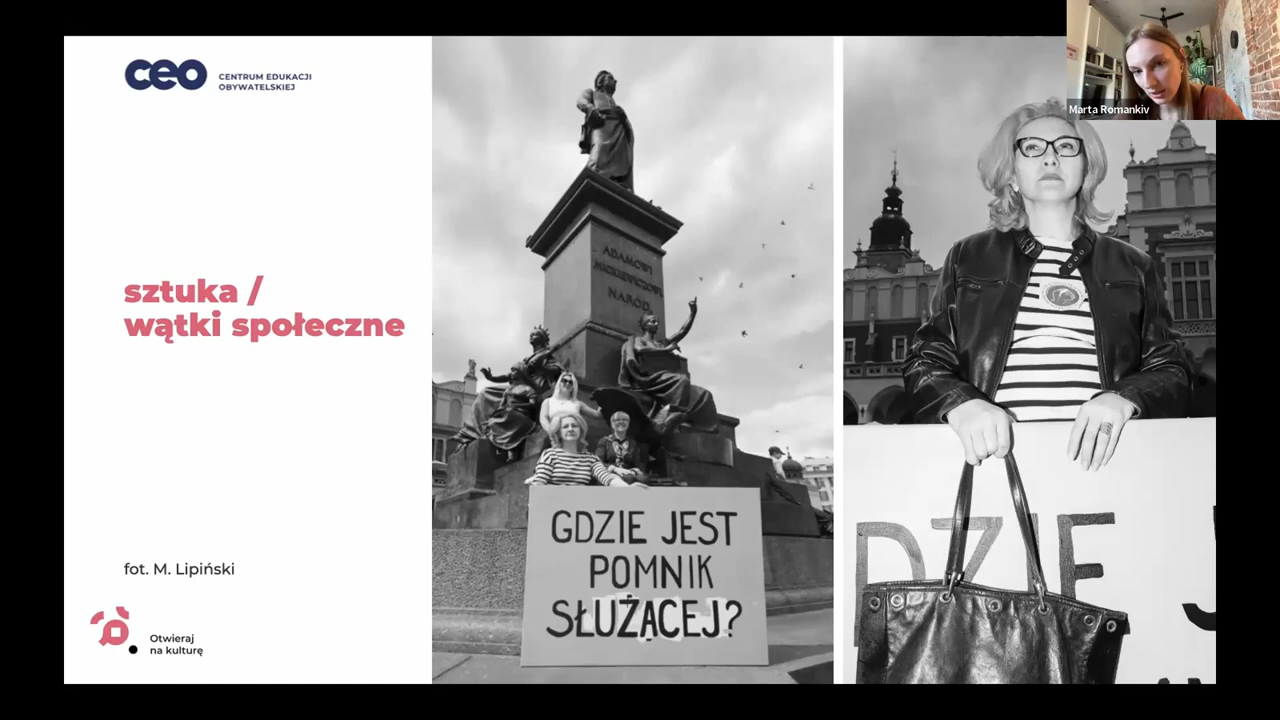 ceo
CENTRUM EDUKACJI
OBYWATELSKIEJ
sztuka /
wątki społeczne
fot. M. Lipiński
Otwieraj
na kulturę
ADAMOWI
MICKIEWICZOWI
NARÓD
GDZIE JEST
POMNIK
SŁUŻĄCEJ?
DZIE J
Marta Romankiv